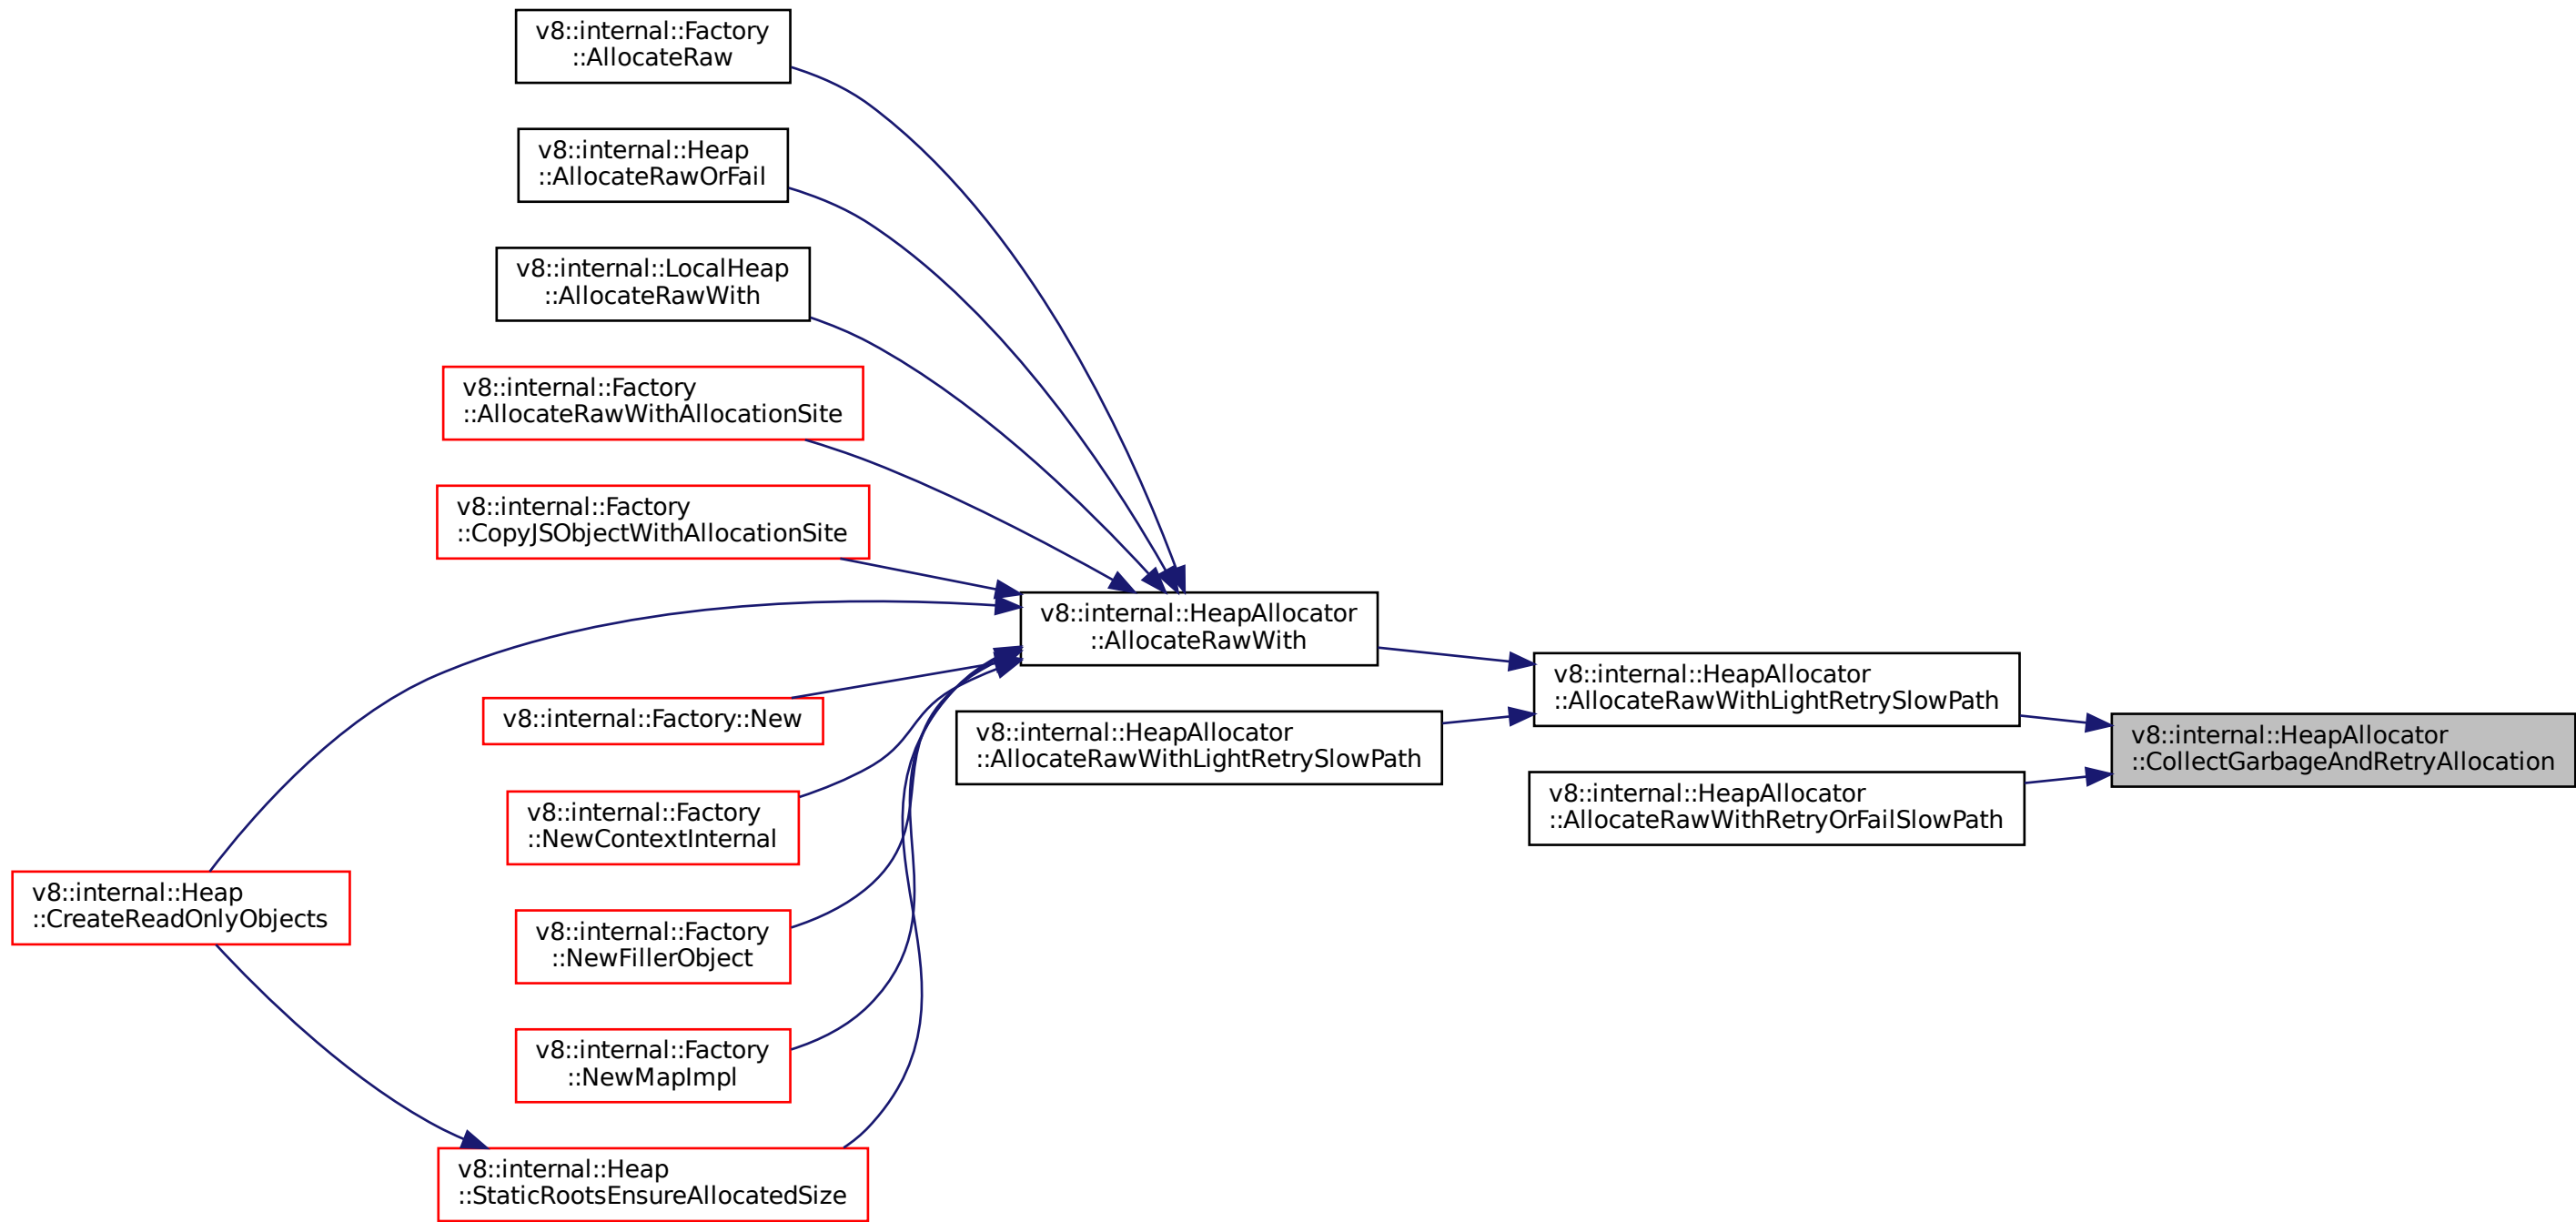 v8::internal::Factory
::AllocateRaw
v8::internal::Heap
::AllocateRawOrFail
v8::internal::LocalHeap
::AllocateRawWith
v8::internal::Factory
::AllocateRawWithAllocationSite
v8::internal::Factory
::CopyJSObjectWithAllocationSite
v8::internal::HeapAllocator
::AllocateRawWith
v8::internal::HeapAllocator
::AllocateRawWithLightRetrySlowPath
v8::internal::Factory::New
v8::internal::HeapAllocator
::AllocateRawWithLightRetrySlowPath
v8::internal::HeapAllocator
::CollectGarbageAndRetryAllocation
v8::internal::Factory
::NewContextInternal
v8::internal::HeapAllocator
::AllocateRawWithRetryOrFailSlowPath
v8::internal::Heap
::CreateReadOnlyObjects
v8::internal::Factory
::NewFillerObject
v8::internal::Factory
::NewMapImpl
v8::internal::Heap
::StaticRootsEnsureAllocatedSize